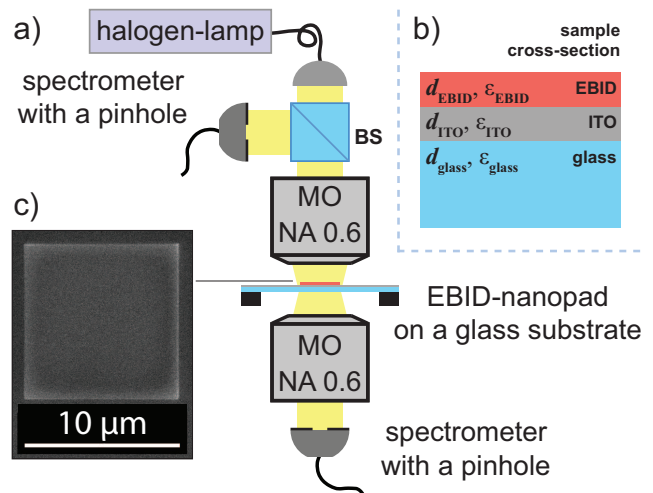 a)
halogen-lamp
spectrometer
with a pinhole
BS
MO
NA 0.6
b)
sample
cross-section
d_EBID, ε_EBID EBID
d_ITO, ε_ITO ITO
d_glass, ε_glass glass
c)
10 μm
EBID-nanopad
on a glass substrate
MO
NA 0.6
spectrometer
with a pinhole